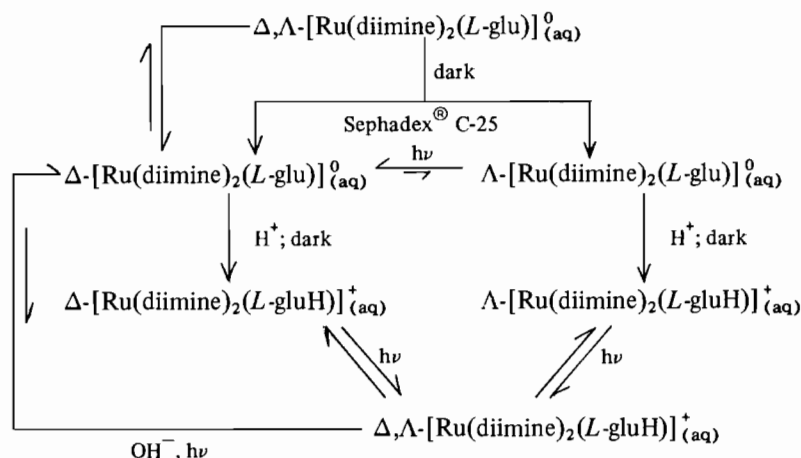 Δ,Λ-[Ru(diimine)₂(L-glu)]⁰(aq)
dark
Sephadex® C-25
hν
Δ-[Ru(diimine)₂(L-glu)]⁰(aq)
Λ-[Ru(diimine)₂(L-glu)]⁰(aq)
H⁺; dark
H⁺; dark
Δ-[Ru(diimine)₂(L-gluH)]⁺(aq)
Λ-[Ru(diimine)₂(L-gluH)]⁺(aq)
hν
hν
Δ,Λ-[Ru(diimine)₂(L-gluH)]⁺(aq)
OH⁻, hν